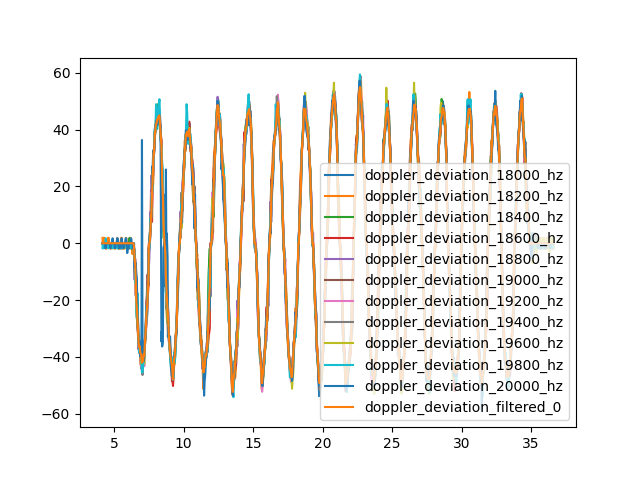 60
40
20
0
−20
−40
−60
5
10
15
20
25
30
35
doppler_deviation_18000_hz
doppler_deviation_18200_hz
doppler_deviation_18400_hz
doppler_deviation_18600_hz
doppler_deviation_18800_hz
doppler_deviation_19000_hz
doppler_deviation_19200_hz
doppler_deviation_19400_hz
doppler_deviation_19600_hz
doppler_deviation_19800_hz
doppler_deviation_20000_hz
doppler_deviation_filtered_0